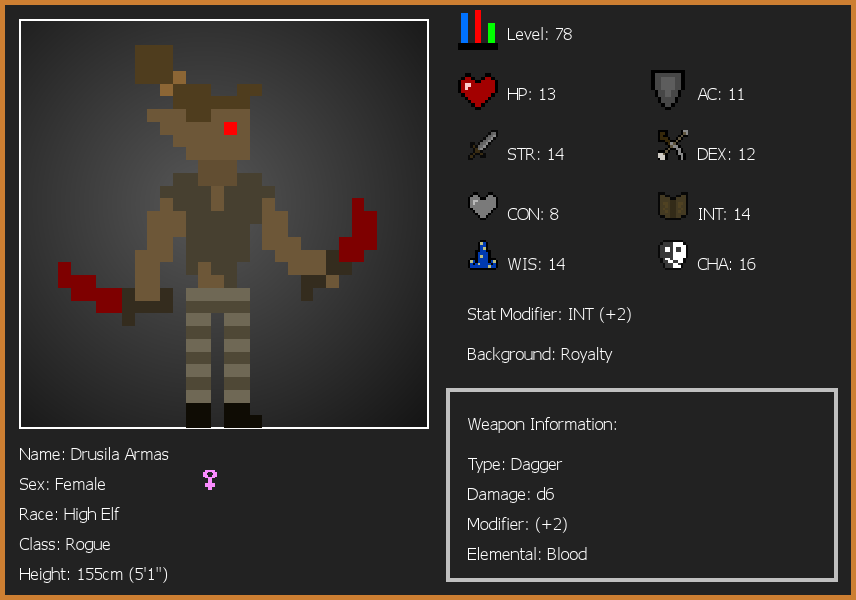 Level: 78
HP: 13
AC: 11
STR: 14
DEX: 12
CON: 8
INT: 14
WIS: 14
CHA: 16
Stat Modifier: INT (+2)
Background: Royalty
Weapon Information:
Type: Dagger
Damage: d6
Modifier: (+2)
Elemental: Blood
Name: Drusila Armas
Sex: Female
Race: High Elf
Class: Rogue
Height: 155cm (5'1")